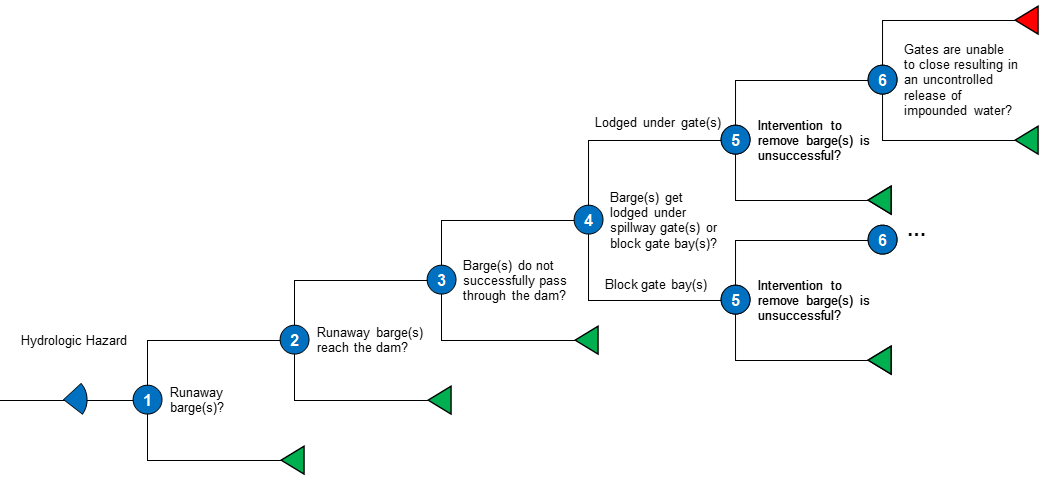 Gates are unable
to close resulting in
an uncontrolled
release of
impounded water?
6
Lodged under gate(s)
5
Intervention to
remove barge(s) is
unsuccessful?
Barge(s) get
lodged under
spillway gate(s) or
block gate bay(s)?
4
6
...
Barge(s) do not
successfully pass
through the dam?
3
Block gate bay(s)
5
Intervention to
remove barge(s) is
unsuccessful?
Hydrologic Hazard
2
Runaway barge(s)
reach the dam?
1
Runaway
barge(s)?